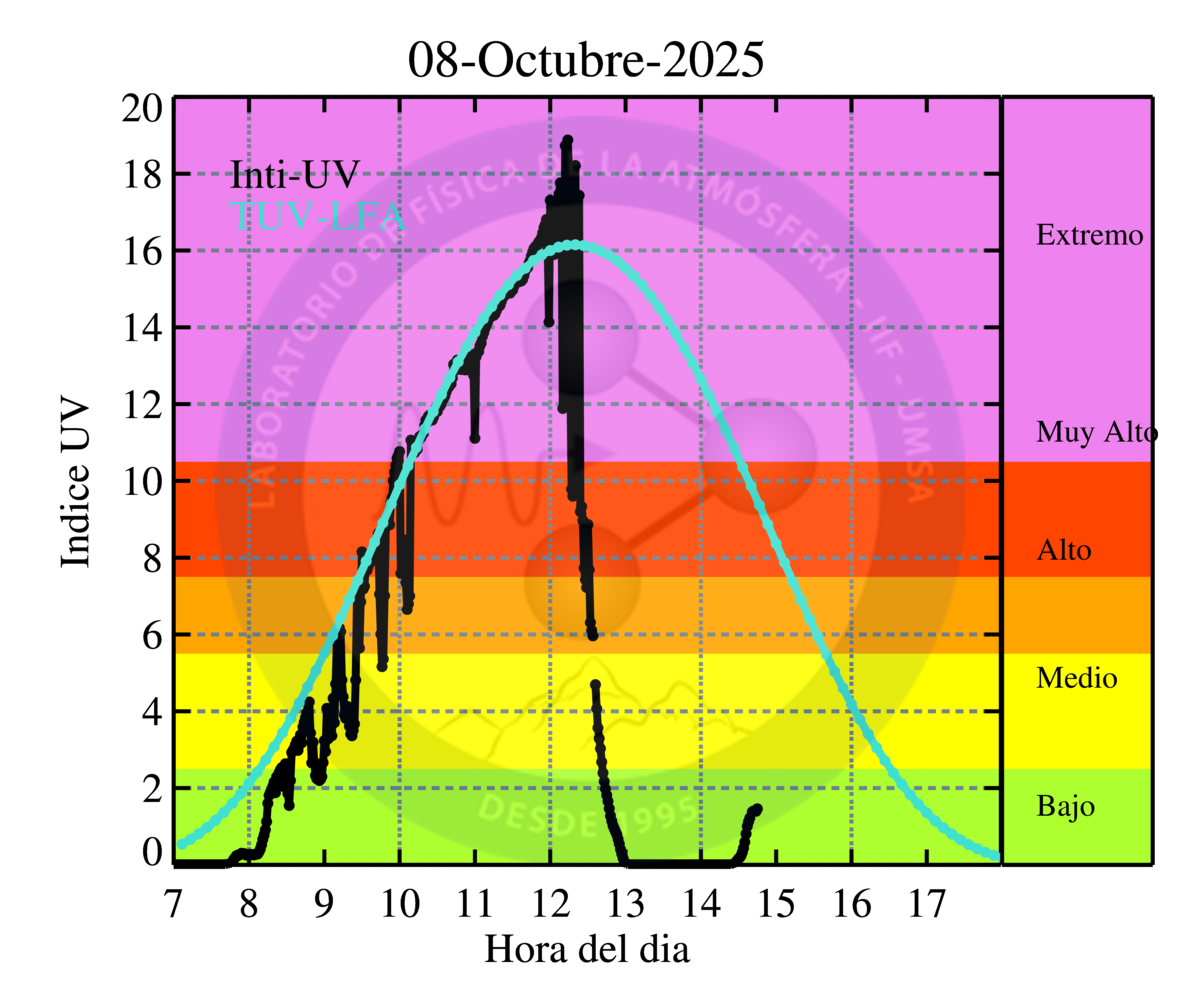 08-Octubre-2025
20
18
16
14
12
10
8
6
4
2
0
Indice UV
Inti-UV
TUV-LFA
LABORATORIO DE FÍSICA DE LA ATMÓSFERA - IIF - UMSA
DESDE 1995
Extremo
Muy Alto
Alto
Medio
Bajo
7 8 9 10 11 12 13 14 15 16 17
Hora del dia